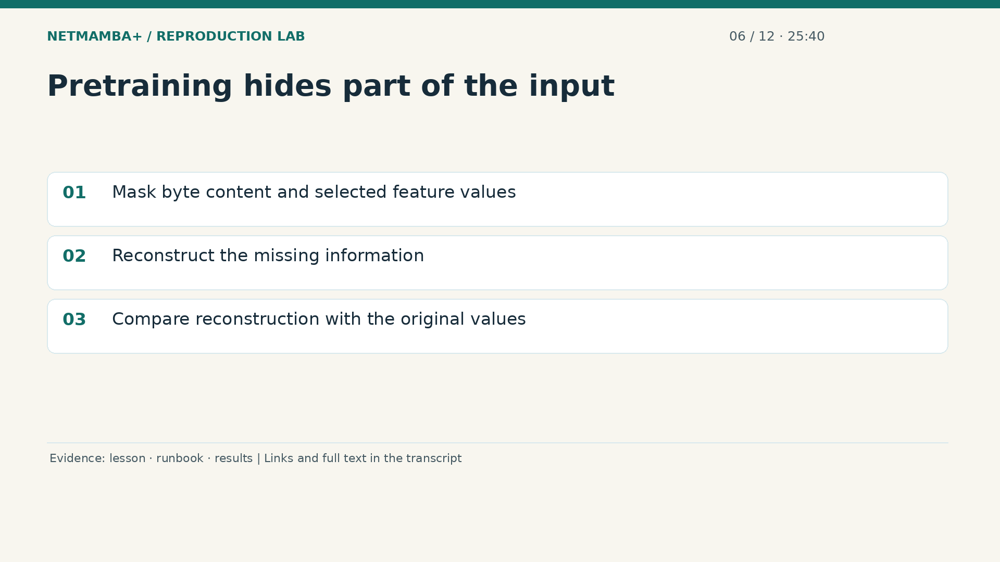 NETMAMBA+ / REPRODUCTION LAB
06 / 12 · 25:40
Pretraining hides part of the input
01 Mask byte content and selected feature values
02 Reconstruct the missing information
03 Compare reconstruction with the original values
Evidence: lesson · runbook · results | Links and full text in the transcript